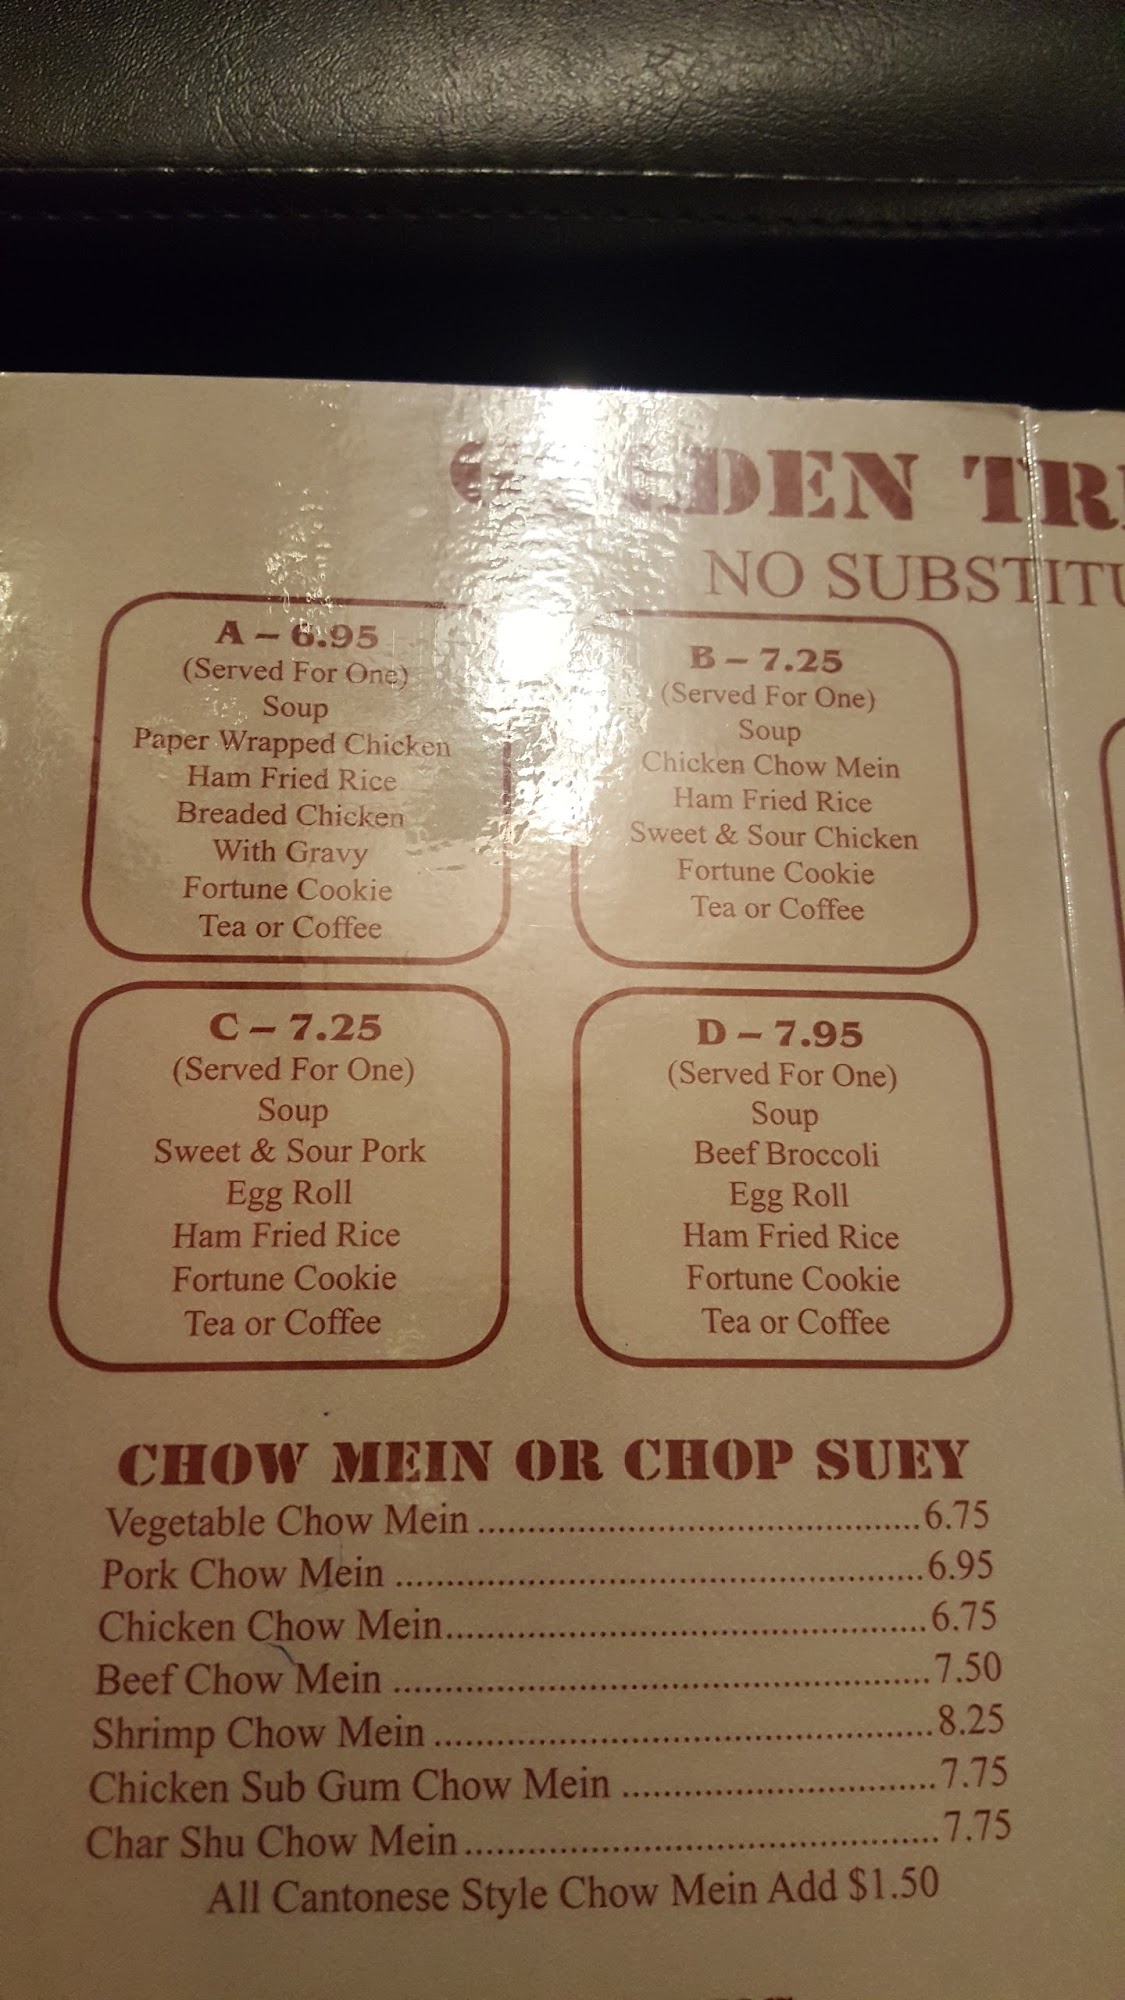 DEN
NO
A – 6.95
(Served For One)
Soup
Paper Wrapped Chicken
Ham Fried Rice
Breaded Chicken
With Gravy
Fortune Cookie
Tea or Coffee
B – 7.25
(Served For One)
Soup
Chicken Chow Mein
Ham Fried Rice
Sweet & Sour Chicken
Fortune Cookie
Tea or Coffee
C – 7.25
(Served For One)
Soup
Sweet & Sour Pork
Egg Roll
Ham Fried Rice
Fortune Cookie
Tea or Coffee
D – 7.95
(Served For One)
Soup
Beef Broccoli
Egg Roll
Ham Fried Rice
Fortune Cookie
Tea or Coffee
CHOW MEIN OR CHOP SUEY
Vegetable Chow Mein ........................................... 6.75
Pork Chow Mein ................................................... 6.95
Chicken Chow Mein .............................................. 6.75
Beef Chow Mein .................................................... 7.50
Shrimp Chow Mein ................................................ 8.25
Chicken Sub Gum Chow Mein .............................. 7.75
Char Shu Chow Mein ............................................. 7.75
All Cantonese Style Chow Mein Add $1.50